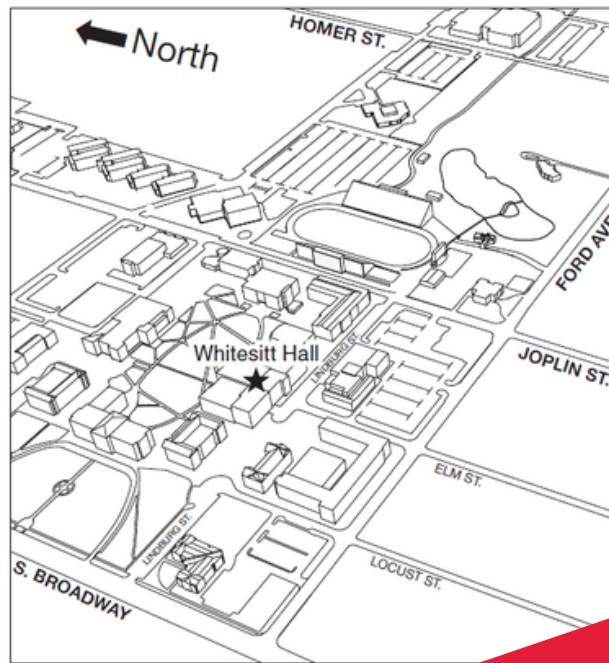 HOMER ST.
North
FORD AVE
Whitesitt Hall
LINDBURG ST.
JOPLIN ST.
ELM ST.
LINDBURG ST.
LOCUST ST.
S. BROADWAY